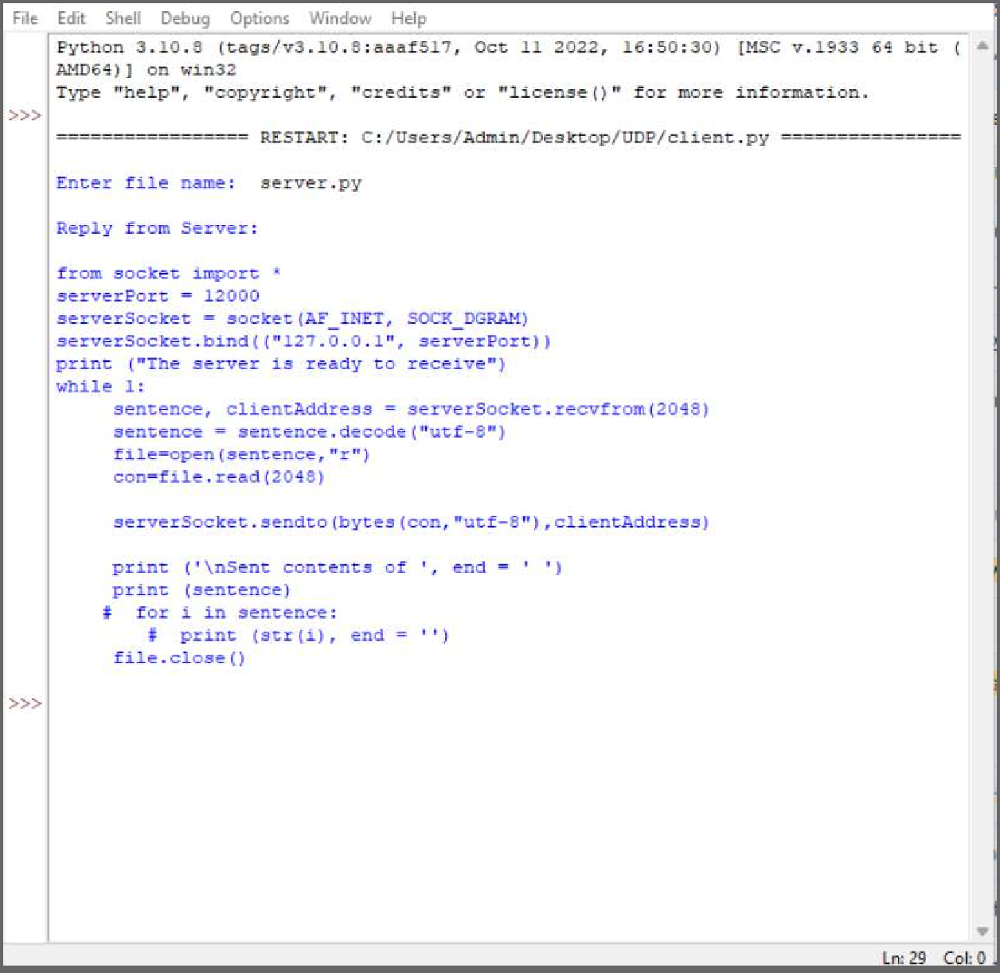 File Edit Shell Debug Options Window Help
Python 3.10.8 (tags/v3.10.8:aaaf517, Oct 11 2022, 16:50:30) [MSC v.1933 64 bit (
AMD64)] on win32
Type "help", "copyright", "credits" or "license()" for more information.
>>>
================= RESTART: C:/Users/Admin/Desktop/UDP/client.py ================
Enter file name:  server.py
Reply from Server:
from socket import *
serverPort = 12000
serverSocket = socket(AF_INET, SOCK_DGRAM)
serverSocket.bind(("127.0.0.1", serverPort))
print ("The server is ready to receive")
while 1:
     sentence, clientAddress = serverSocket.recvfrom(2048)
     sentence = sentence.decode("utf-8")
     file=open(sentence,"r")
     con=file.read(2048)
     serverSocket.sendto(bytes(con,"utf-8"),clientAddress)
     print ('\nSent contents of ', end = ' ')
     print (sentence)
    #  for i in sentence:
        #  print (str(i), end = '')
     file.close()
>>>
Ln: 29 Col: 0